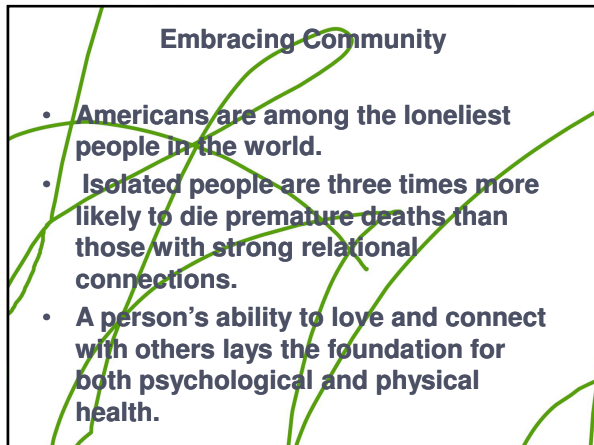 Embracing Community
• Americans are among the loneliest
people in the world.
• Isolated people are three times more
likely to die premature deaths than
those with strong relational
connections.
• A person’s ability to love and connect
with others lays the foundation for
both psychological and physical
health.